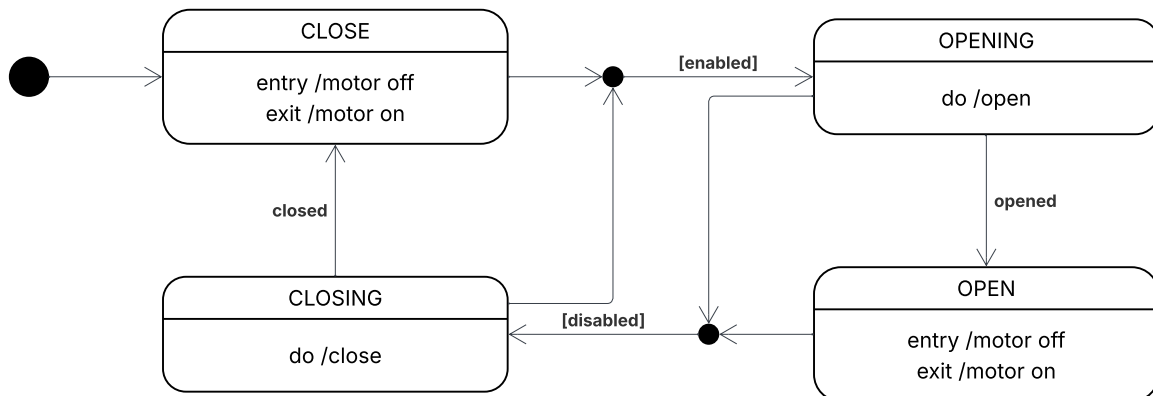 CLOSE
entry /motor off
exit /motor on
[enabled]
OPENING
do /open
closed
opened
CLOSING
do /close
[disabled]
OPEN
entry /motor off
exit /motor on